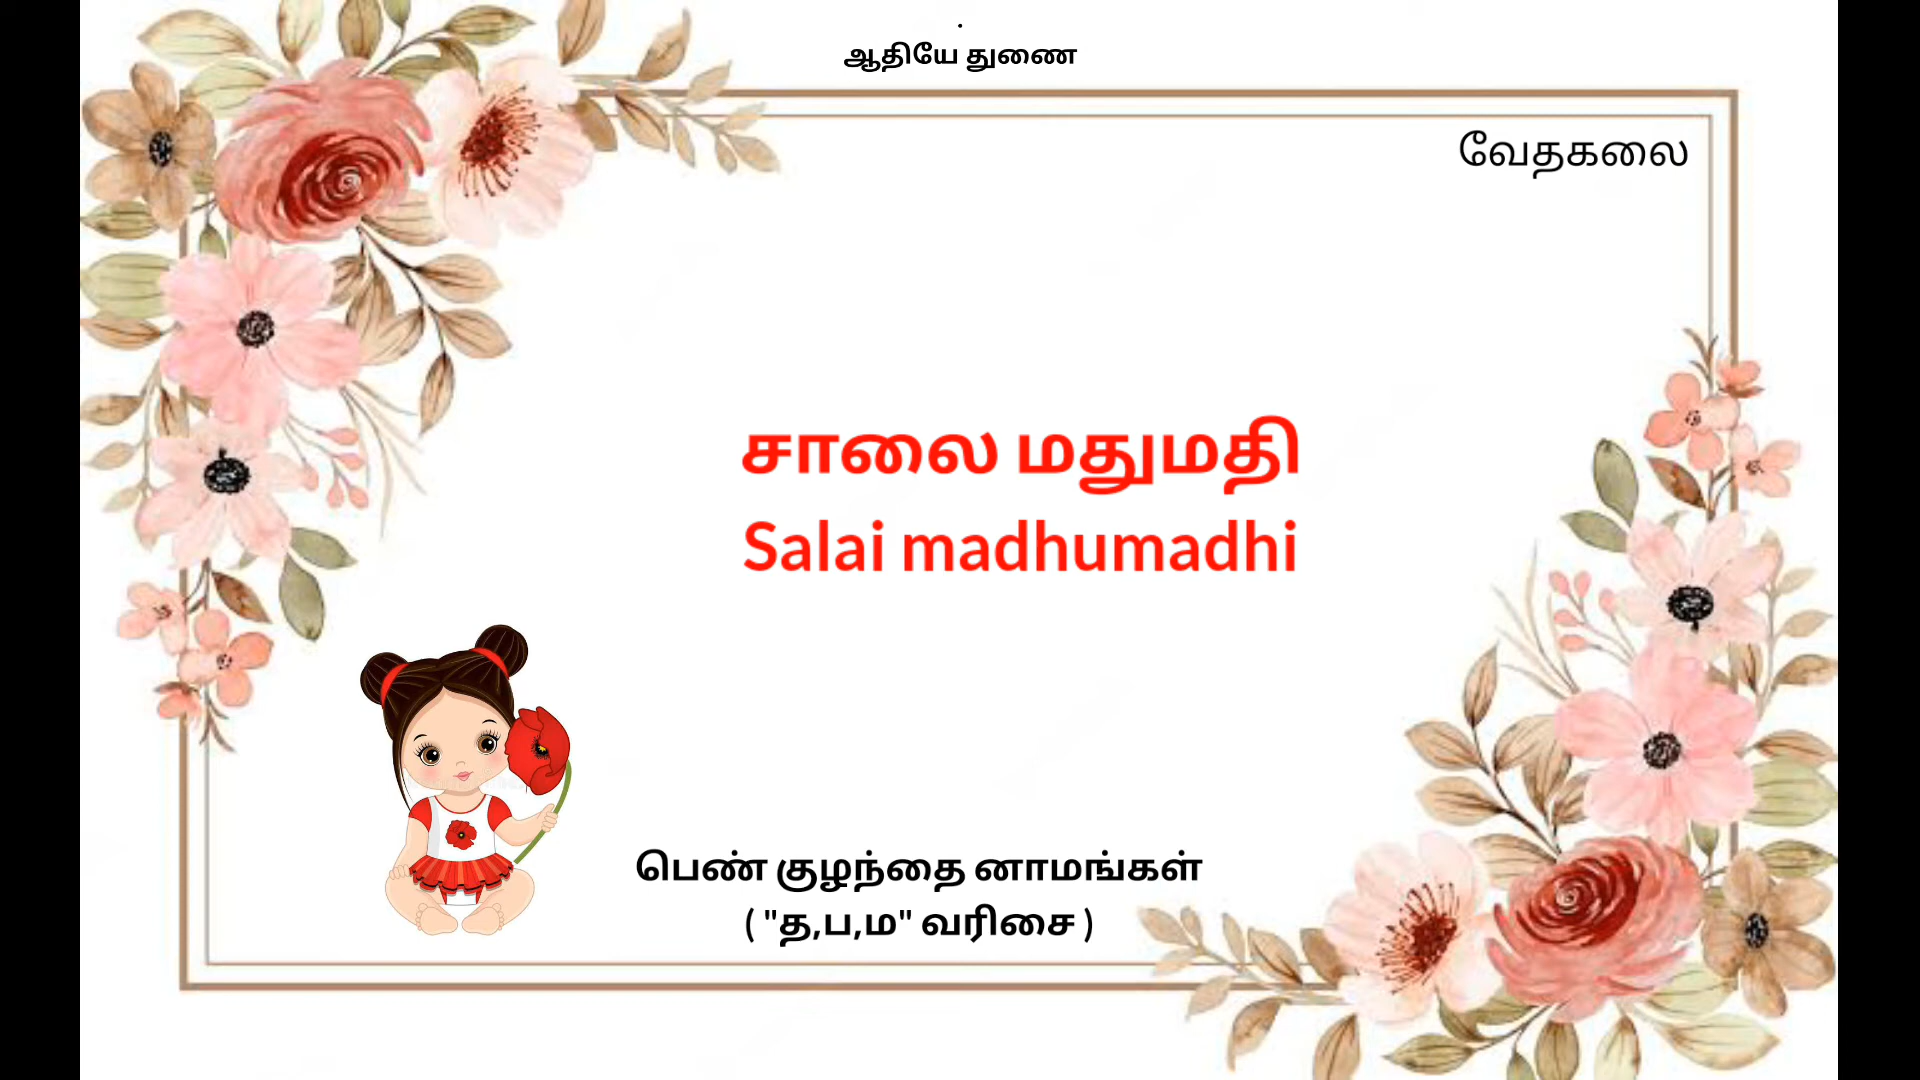 ஆதியே துணை
வேதகலை
சாலை மதுமதி
Salai madhumadhi
பெண் குழந்தை னாமங்கள்
( "த,ப,ம" வரிசை )